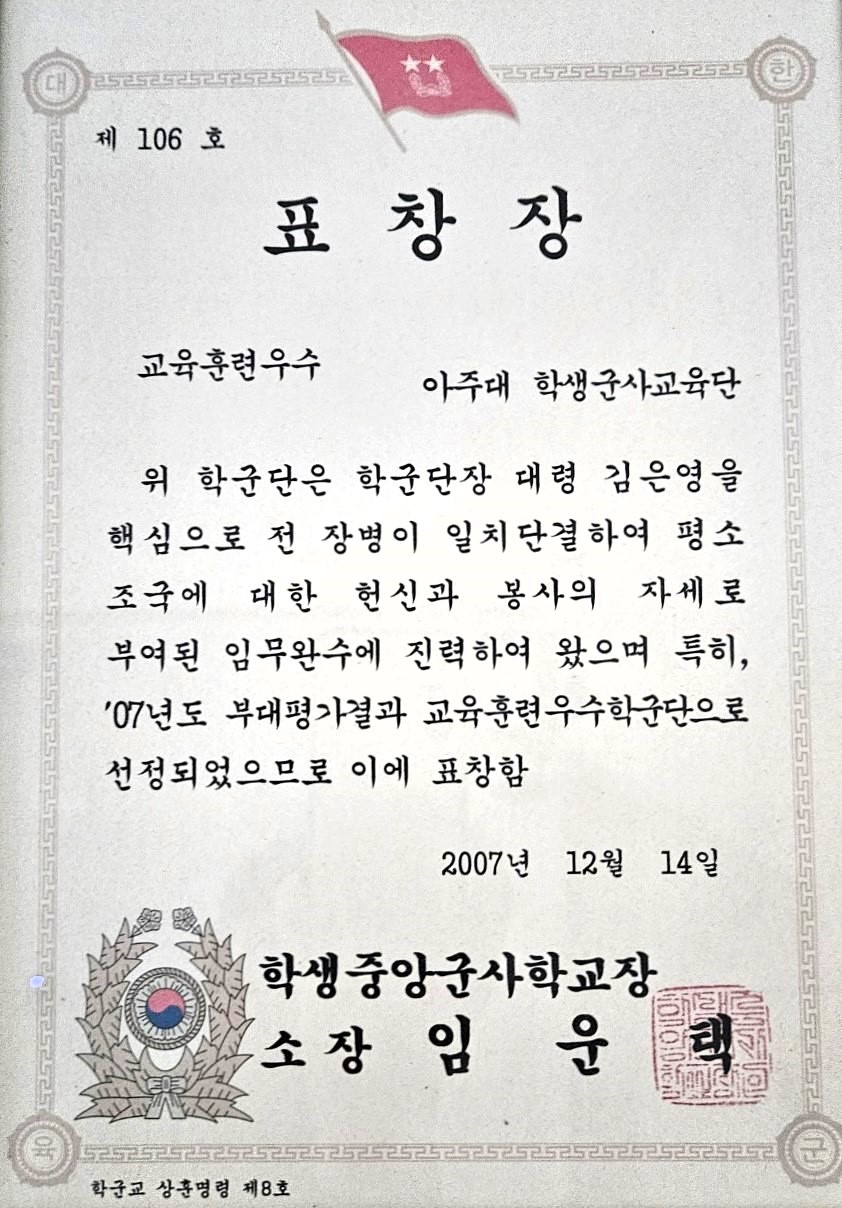 대 한
제 106 호
표 창 장
교육훈련우수
아주대 학생군사교육단
위 학군단은 학군단장 대령 김은영을
핵심으로 전 장병이 일치단결하여 평소
조국에 대한 헌신과 봉사의 자세로
부여된 임무완수에 진력하여 왔으며 특히,
'07년도 부대평가결과 교육훈련우수학군단으로
선정되었으므로 이에 표창함
2007년 12월 14일
학생중앙군사학교장
소장 임 운 택
육 군
학군교 상훈명령 제8호